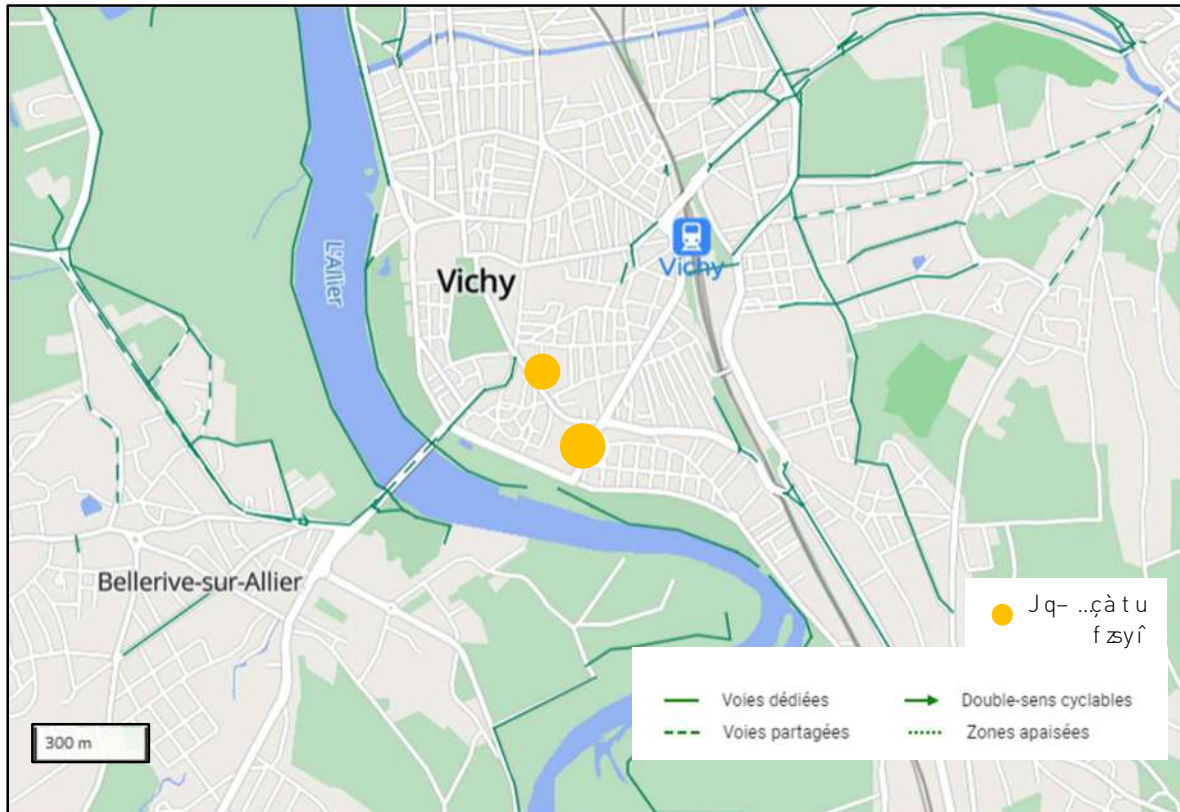 L'Allier
Vichy
Vichy
Bellerive-sur-Allier
300 m
Voies dédiées
Double-sens cyclables
Voies partagées
Zones apaisées